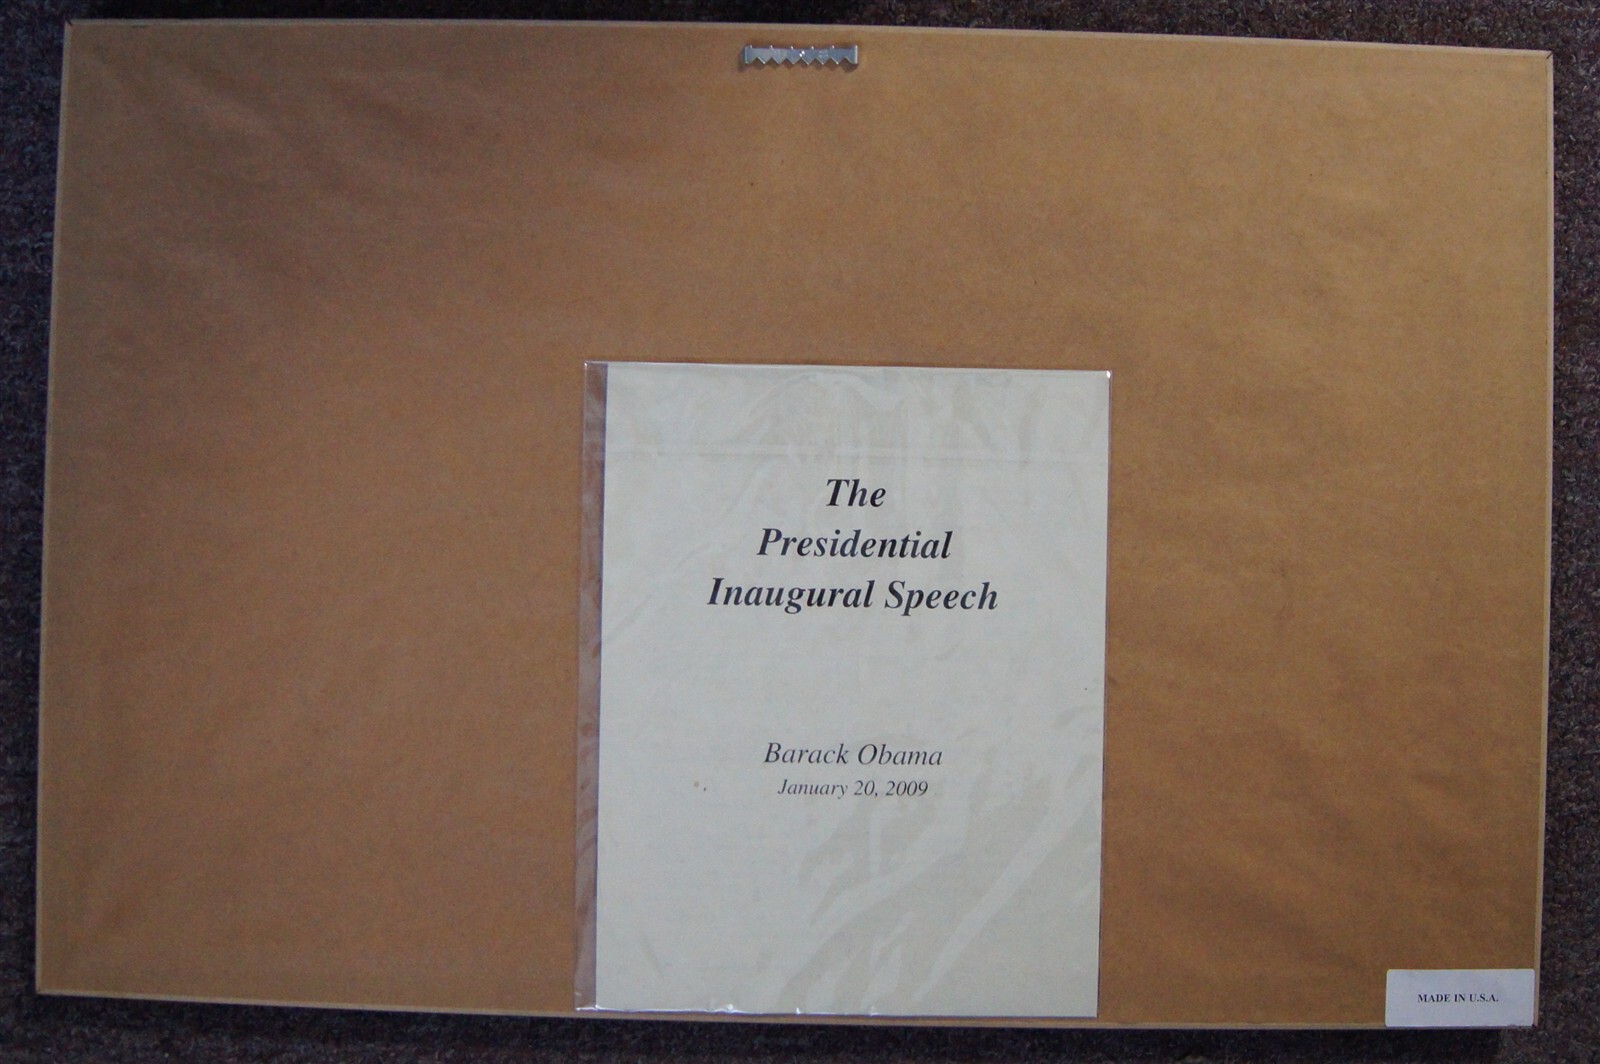 The
Presidential
Inaugural Speech
Barack Obama
January 20, 2009
MADE IN U.S.A.